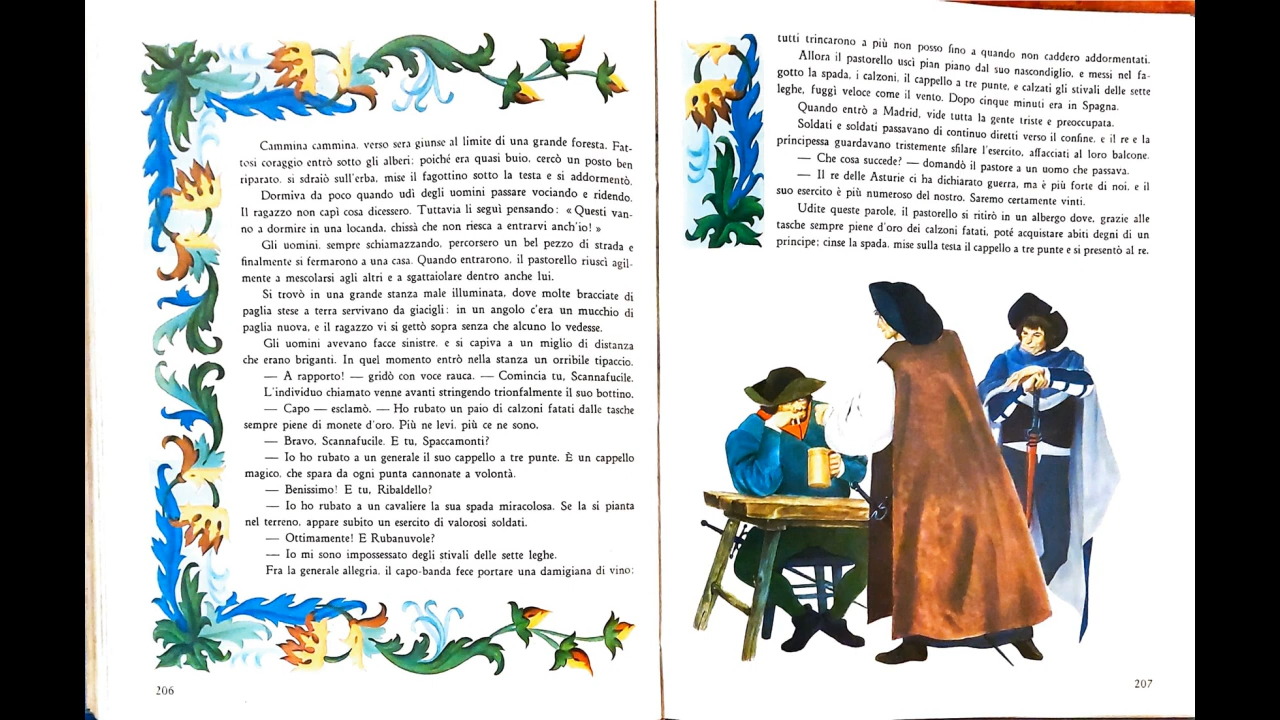 Cammina cammina, verso sera giunse al limite di una grande foresta. Fat-
tosi coraggio entrò sotto gli alberi; poiché era quasi buio, cercò un posto ben
riparato, si sdraiò sull'erba, mise il fagottino sotto la testa e si addormentò.
Dormiva da poco quando udì degli uomini passare vociando e ridendo.
Il ragazzo non capì cosa dicessero. Tuttavia li seguì pensando: « Questi van-
no a dormire in una locanda, chissà che non riesca a entrarvi anch'io! »
Gli uomini, sempre schiamazzando, percorsero un bel pezzo di strada e
finalmente si fermarono a una casa. Quando entrarono, il pastorello riuscì agil-
mente a mescolarsi agli altri e a sgattaiolare dentro anche lui.
Si trovò in una grande stanza male illuminata, dove molte bracciate di
paglia stese a terra servivano da giacigli; in un angolo c'era un mucchio di
paglia nuova, e il ragazzo vi si gettò sopra senza che alcuno lo vedesse.
Gli uomini avevano facce sinistre, e si capiva a un miglio di distanza
che erano briganti. In quel momento entrò nella stanza un orribile tipaccio.
— A rapporto! — gridò con voce rauca. — Comincia tu, Scannafucile.
L'individuo chiamato venne avanti stringendo trionfalmente il suo bottino.
— Capo — esclamò. — Ho rubato un paio di calzoni fatati dalle tasche
sempre piene di monete d'oro. Più ne levi, più ce ne sono.
— Bravo, Scannafucile. E tu, Spaccamonti?
— Io ho rubato a un generale il suo cappello a tre punte. È un cappello
magico, che spara da ogni punta cannonate a volontà.
— Benissimo! E tu, Ribaldello?
— Io ho rubato a un cavaliere la sua spada miracolosa. Se la si pianta
nel terreno, appare subito un esercito di valorosi soldati.
— Ottimamente! E Rubanuvole?
— Io mi sono impossessato degli stivali delle sette leghe.
Fra la generale allegria, il capo-banda fece portare una damigiana di vino;
206
tutti trincarono a più non posso fino a quando non caddero addormentati.
Allora il pastorello uscì pian piano dal suo nascondiglio, e messi nel fa-
gotto la spada, i calzoni, il cappello a tre punte, e calzati gli stivali delle sette
leghe, fuggì veloce come il vento. Dopo cinque minuti era in Spagna.
Quando entrò a Madrid, vide tutta la gente triste e preoccupata.
Soldati e soldati passavano di continuo diretti verso il confine, e il re e la
principessa guardavano tristemente sfilare l'esercito, affacciati al loro balcone.
— Che cosa succede? — domandò il pastore a un uomo che passava.
— Il re delle Asturie ci ha dichiarato guerra, ma è più forte di noi, e il
suo esercito è più numeroso del nostro. Saremo certamente vinti.
Udite queste parole, il pastorello si ritirò in un albergo dove, grazie alle
tasche sempre piene d'oro dei calzoni fatati, poté acquistare abiti degni di un
principe; cinse la spada, mise sulla testa il cappello a tre punte e si presentò al re.
207